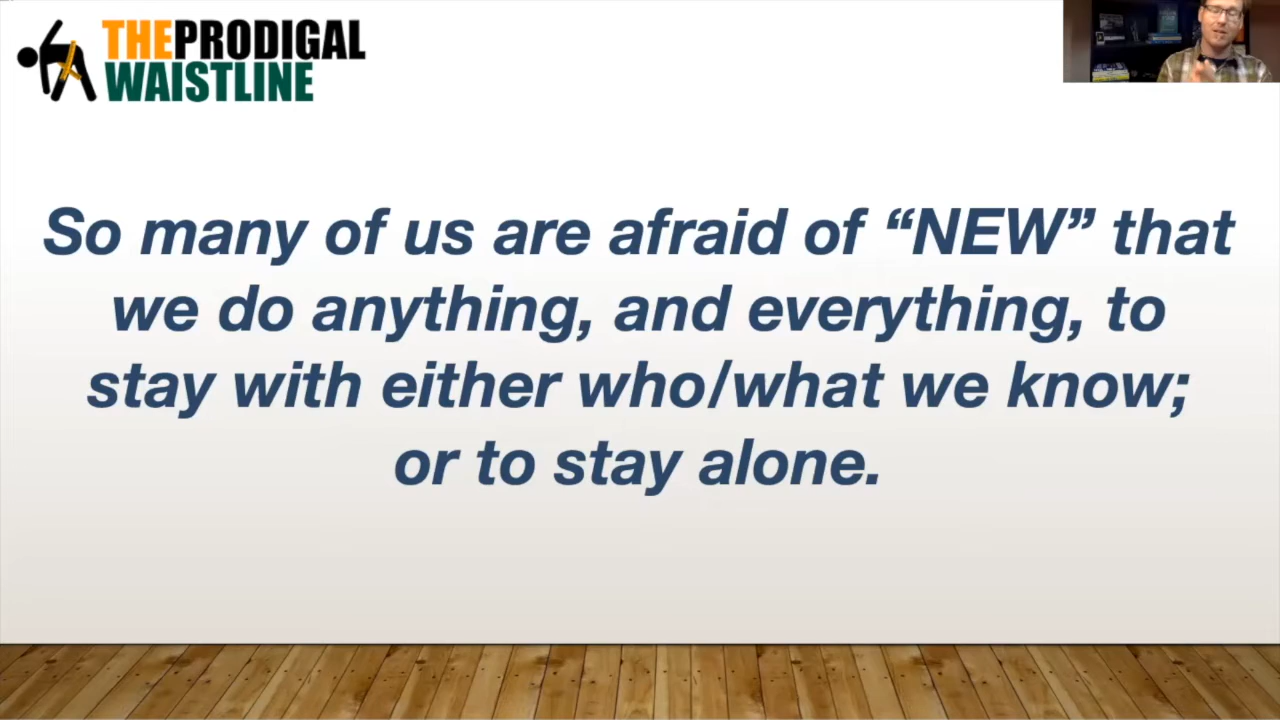 THEPRODIGAL
WAISTLINE
So many of us are afraid of “NEW” that
we do anything, and everything, to
stay with either who/what we know;
or to stay alone.